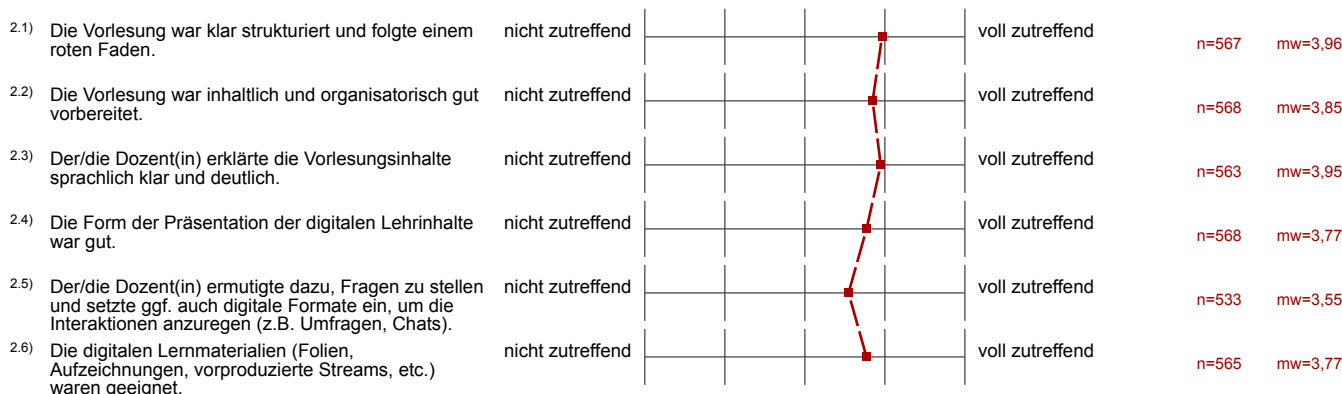 2.1) Die Vorlesung war klar strukturiert und folgte einem nicht zutreffend voll zutreffend
roten Faden. n=567 mw=3,96
2.2) Die Vorlesung war inhaltlich und organisatorisch gut nicht zutreffend voll zutreffend
vorbereitet. n=568 mw=3,85
2.3) Der/die Dozent(in) erklärte die Vorlesungsinhalte nicht zutreffend voll zutreffend
sprachlich klar und deutlich. n=563 mw=3,95
2.4) Die Form der Präsentation der digitalen Lehrinhalte nicht zutreffend voll zutreffend
war gut. n=568 mw=3,77
2.5) Der/die Dozent(in) ermutigte dazu, Fragen zu stellen nicht zutreffend voll zutreffend
und setzte ggf. auch digitale Formate ein, um die n=533 mw=3,55
Interaktionen anzuregen (z.B. Umfragen, Chats).
2.6) Die digitalen Lernmaterialien (Folien, nicht zutreffend voll zutreffend
Aufzeichnungen, vorproduzierte Streams, etc.) n=565 mw=3,77
waren geeignet.